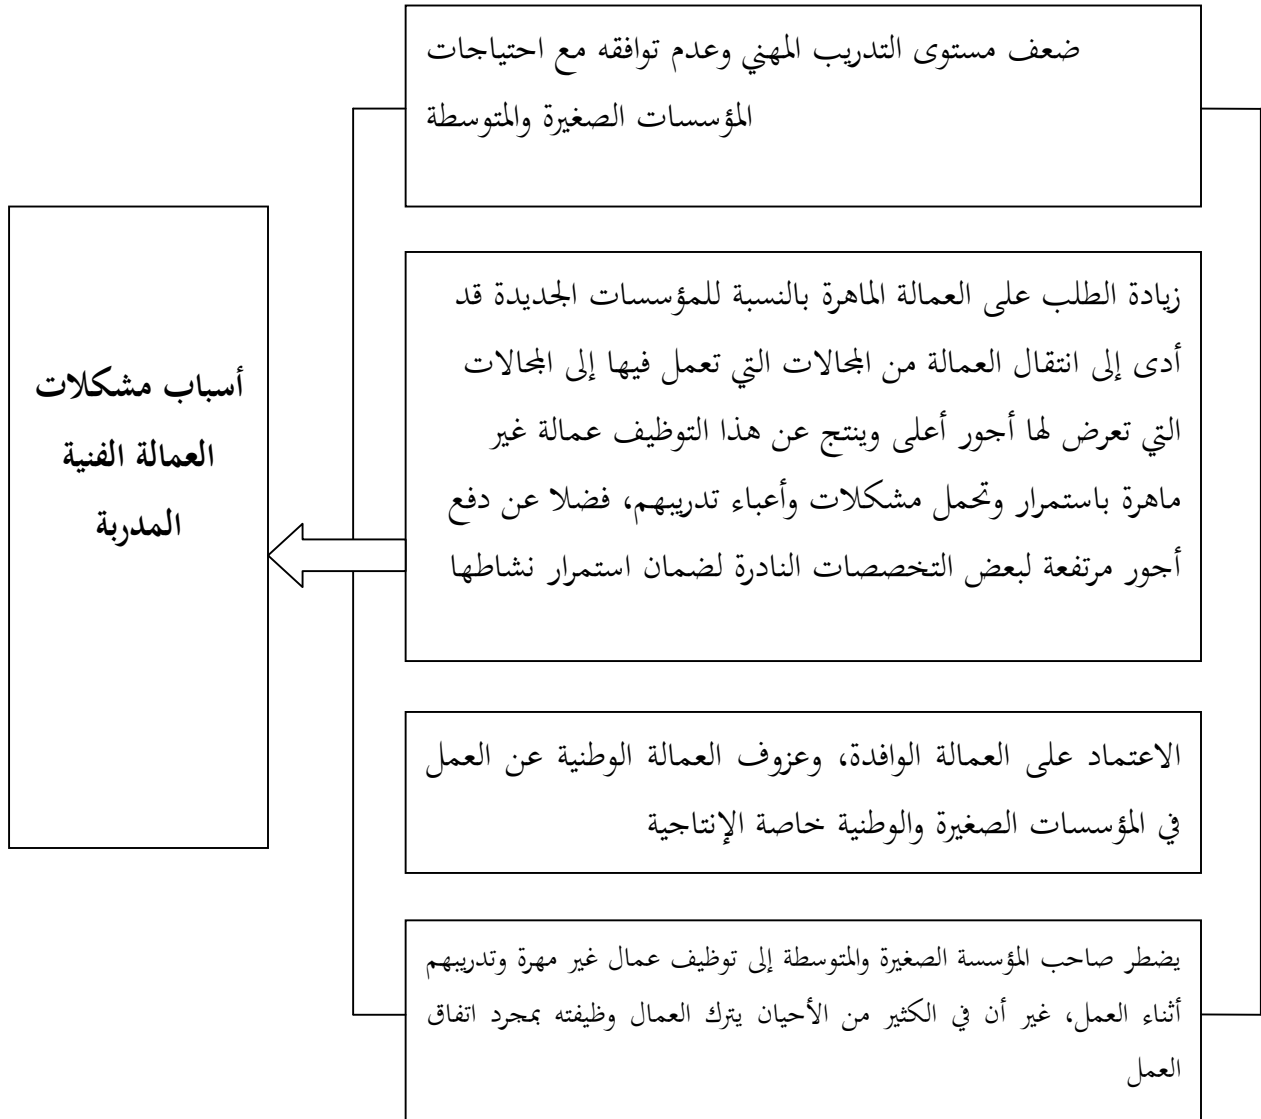 ضعف مستوى التدريب المهني وعدم توافقه مع احتياجات
المؤسسات الصغيرة والمتوسطة
زيادة الطلب على العمالة الماهرة بالنسبة للمؤسسات الجديدة قد
أدى إلى انتقال العمالة من المجالات التي تعمل فيها إلى المجالات
التي تعرض لها أجور أعلى وينتج عن هذا التوظيف عمالة غير
ماهرة باستمرار وتحمل مشكلات وأعباء تدريبهم، فضلا عن دفع
أجور مرتفعة لبعض التخصصات النادرة لضمان استمرار نشاطها
الاعتماد على العمالة الوافدة، وعزوف العمالة الوطنية عن العمل
في المؤسسات الصغيرة والوطنية خاصة الإنتاجية
يضطر صاحب المؤسسة الصغيرة والمتوسطة إلى توظيف عمال غير مهرة وتدريبهم
أثناء العمل، غير أن في الكثير من الأحيان يترك العمال وظيفته بمجرد اتفاق
العمل
أسباب مشكلات
العمالة الفنية
المدربة